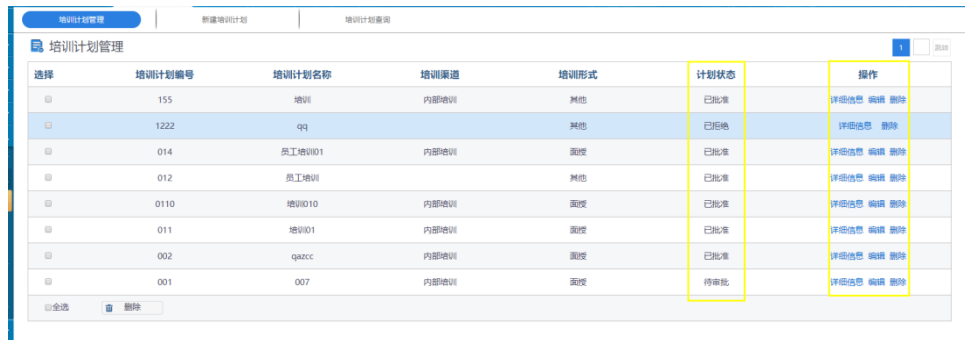 培训计划管理 新建培训计划 培训计划查询
培训计划管理 1 跳转
选择 培训计划编号 培训计划名称 培训渠道 培训形式 计划状态 操作
155 培训 内部培训 其他 已批准 详细信息 编辑 删除
1222 qq 其他 已拒绝 详细信息 删除
014 员工培训01 内部培训 面授 已批准 详细信息 编辑 删除
012 员工培训 其他 已批准 详细信息 编辑 删除
0110 培训010 内部培训 面授 已批准 详细信息 编辑 删除
011 培训01 内部培训 面授 已批准 详细信息 编辑 删除
002 qazcc 内部培训 面授 已批准 详细信息 编辑 删除
001 007 内部培训 面授 待审批 详细信息 编辑 删除
全选 删除